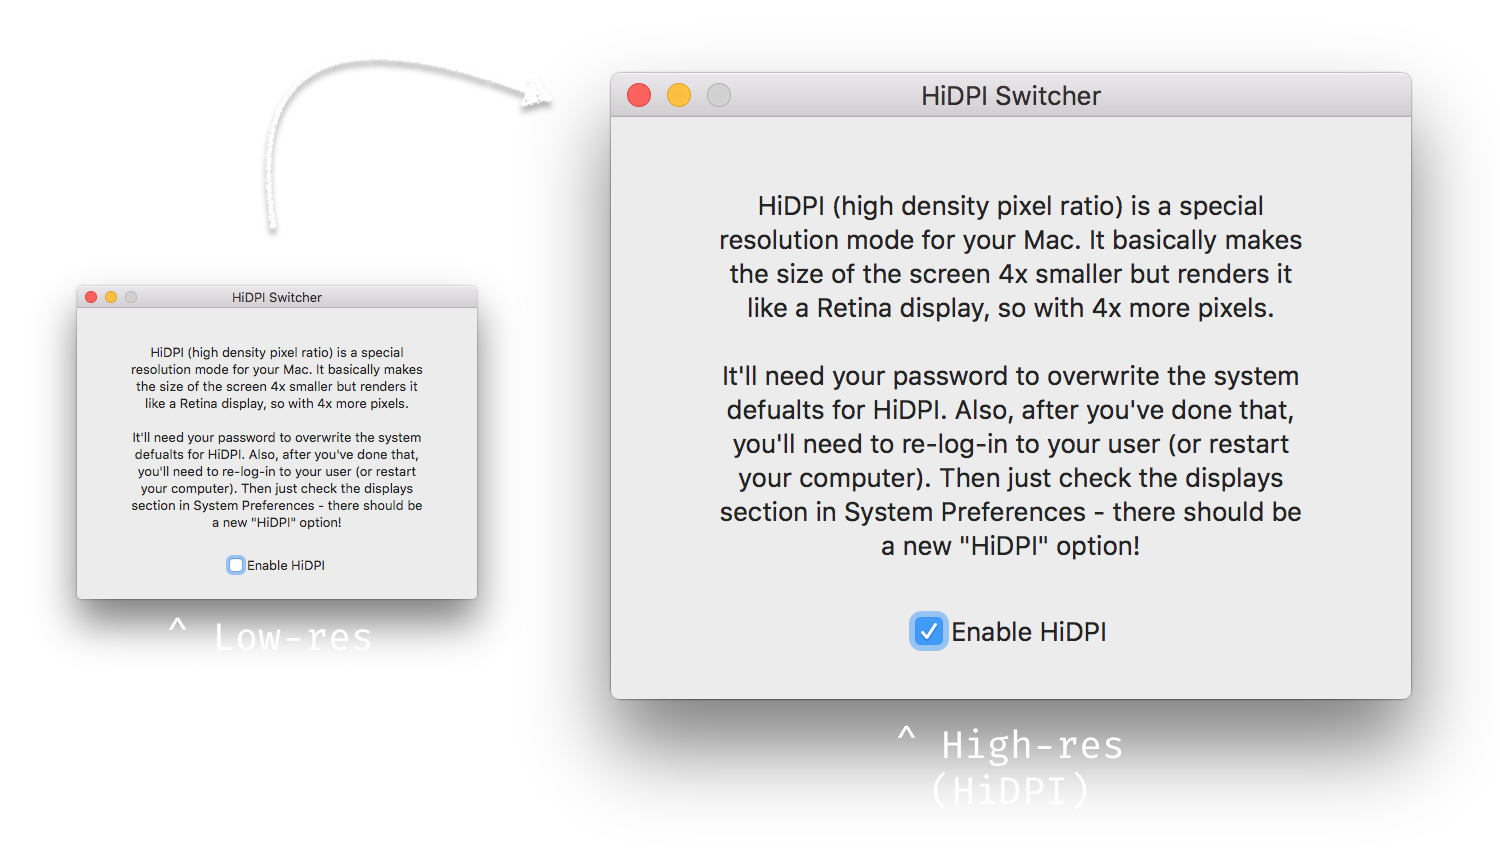 HiDPI Switcher
HiDPI (high density pixel ratio) is a special
resolution mode for your Mac. It basically makes
the size of the screen 4x smaller but renders it
like a Retina display, so with 4x more pixels.
It'll need your password to overwrite the system
defualts for HiDPI. Also, after you've done that,
you'll need to re-log-in to your user (or restart
your computer). Then just check the displays
section in System Preferences - there should be
a new "HiDPI" option!
Enable HiDPI
^ Low-res
HiDPI Switcher
HiDPI (high density pixel ratio) is a special
resolution mode for your Mac. It basically makes
the size of the screen 4x smaller but renders it
like a Retina display, so with 4x more pixels.
It'll need your password to overwrite the system
defualts for HiDPI. Also, after you've done that,
you'll need to re-log-in to your user (or restart
your computer). Then just check the displays
section in System Preferences - there should be
a new "HiDPI" option!
Enable HiDPI
^ High-res
(HiDPI)